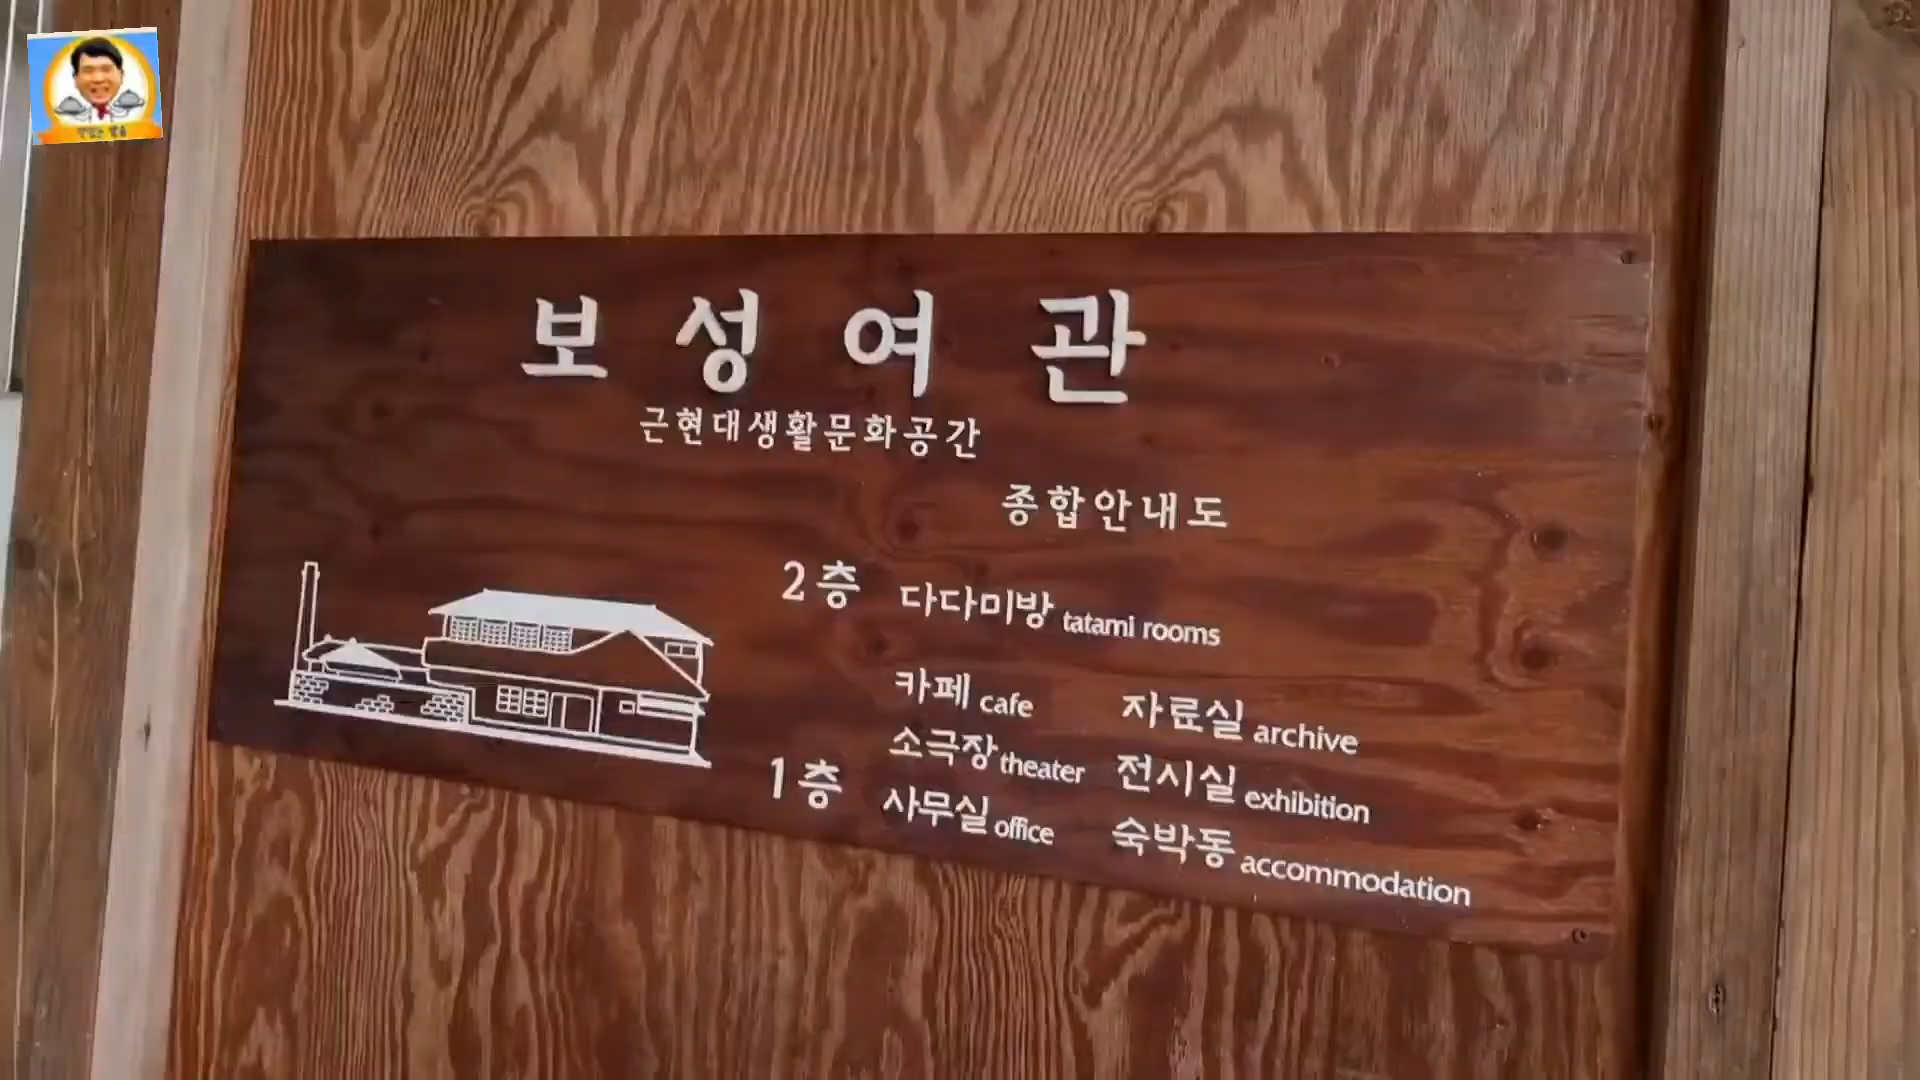 보성여관
근현대생활문화공간
종합안내도
2층 다다미방 tatami rooms
카페 cafe 자료실 archive
소극장 theater 전시실 exhibition
1층 사무실 office 숙박동 accommodation